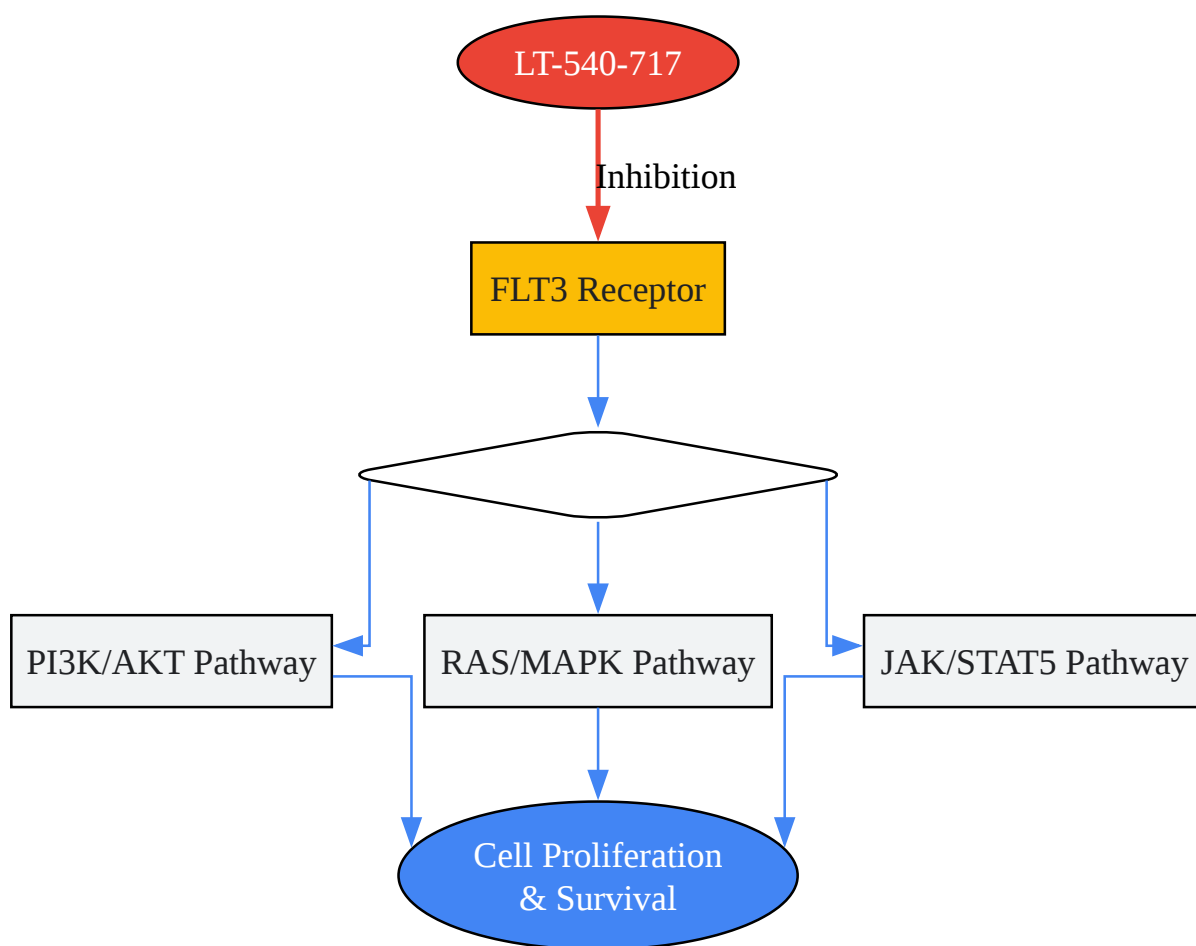 LT-540-717
Inhibition
FLT3 Receptor
PI3K/AKT Pathway
RAS/MAPK Pathway
JAK/STAT5 Pathway
Cell Proliferation
& Survival